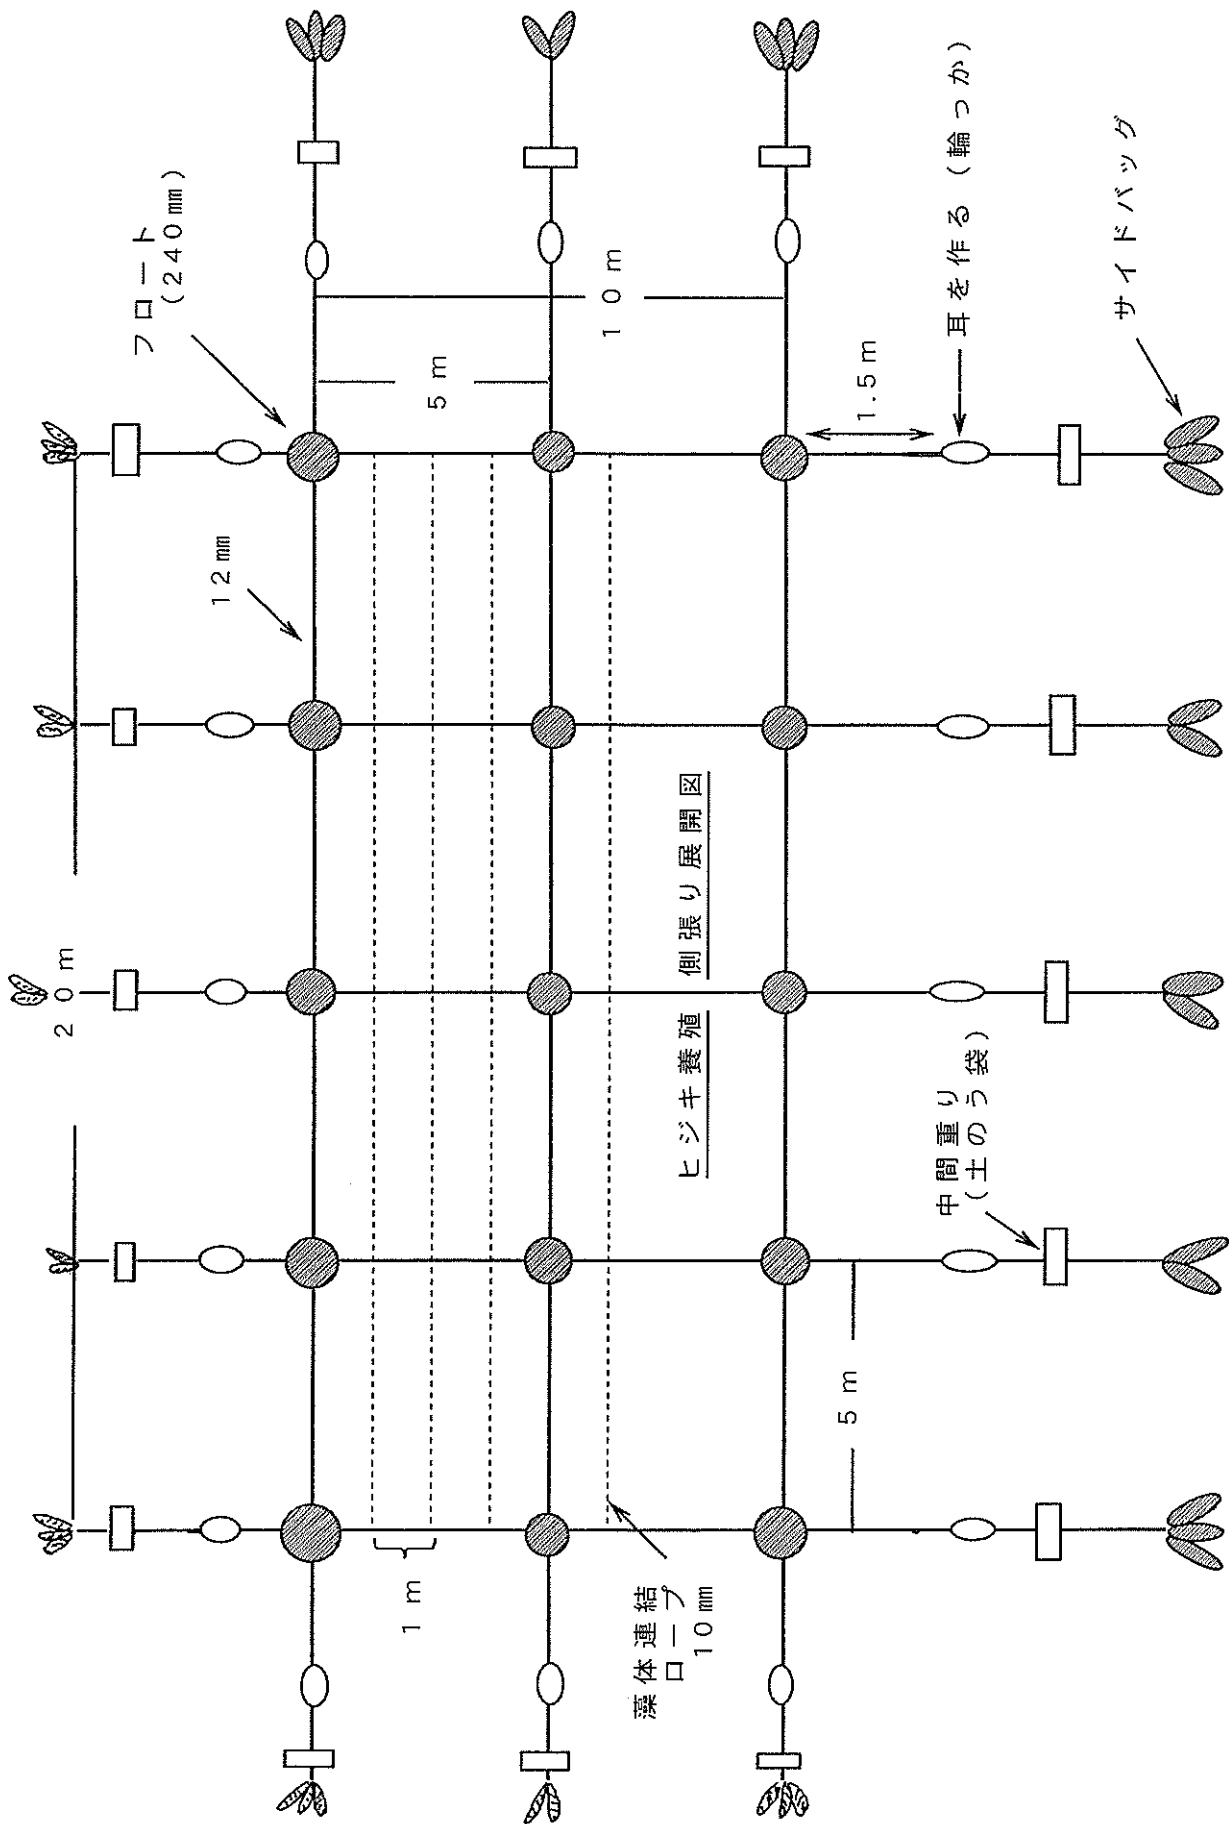 20m
フロート
(240㎜)
12㎜
5m
10m
1m
藻体連結
ロープ
10㎜
ヒジキ養殖 側張り展開図
1.5m
耳を作る(輪っか)
5m
中間重り
(土のう袋)
サイドバッグ